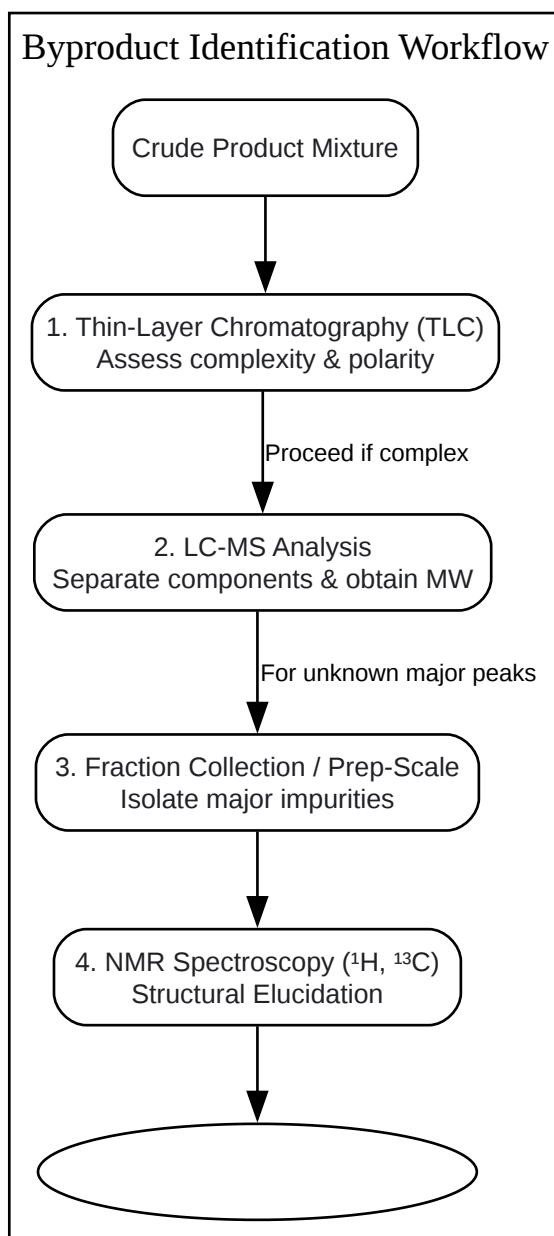 Byproduct Identification Workflow
Crude Product Mixture
1. Thin-Layer Chromatography (TLC)
Assess complexity & polarity
Proceed if complex
2. LC-MS Analysis
Separate components & obtain MW
For unknown major peaks
3. Fraction Collection / Prep-Scale
Isolate major impurities
4. NMR Spectroscopy (¹H, ¹³C)
Structural Elucidation